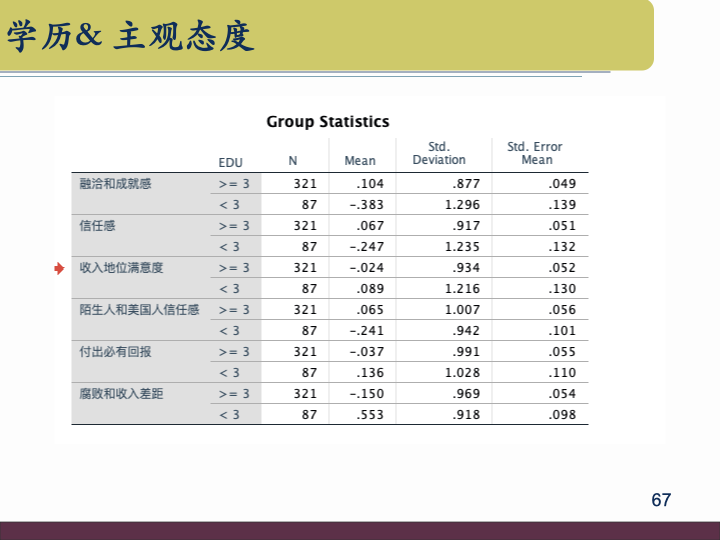 学历& 主观态度
Group Statistics
EDU N Mean Std. Deviation Std. Error Mean
融洽和成就感 >= 3 321 .104 .877 .049
< 3 87 -.383 1.296 .139
信任感 >= 3 321 .067 .917 .051
< 3 87 -.247 1.235 .132
收入地位满意度 >= 3 321 -.024 .934 .052
< 3 87 .089 1.216 .130
陌生人和美国人信任感 >= 3 321 .065 1.007 .056
< 3 87 -.241 .942 .101
付出必有回报 >= 3 321 -.037 .991 .055
< 3 87 .136 1.028 .110
腐败和收入差距 >= 3 321 -.150 .969 .054
< 3 87 .553 .918 .098
67